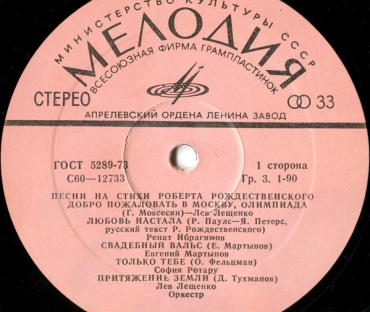 МИНИСТЕРСТВО КУЛЬТУРЫ СССР
МЕЛОДИЯ
ВСЕСОЮЗНАЯ ФИРМА ГРАМПЛАСТИНОК
СТЕРЕО
33
АПРЕЛЕВСКИЙ ОРДЕНА ЛЕНИНА ЗАВОД
ГОСТ 5289-73
1 сторона
С60—12733
Гр. 3. 1-90
ПЕСНИ НА СТИХИ РОБЕРТА РОЖДЕСТВЕНСКОГО
ДОБРО ПОЖАЛОВАТЬ В МОСКВУ, ОЛИМПИАДА
(Г. Мовсесян)—Лев Лещенко
ЛЮБОВЬ НАСТАЛА (Р. Паулс—Я. Петерс,
русский текст Р. Рождественского)
Ренат Ибрагимов
СВАДЕБНЫЙ ВАЛЬС (Е. Мартынов)
Евгений Мартынов
ТОЛЬКО ТЕБЕ (О. Фельцман)
София Ротару
ПРИТЯЖЕНИЕ ЗЕМЛИ (Д. Тухманов)
Лев Лещенко
Оркестр